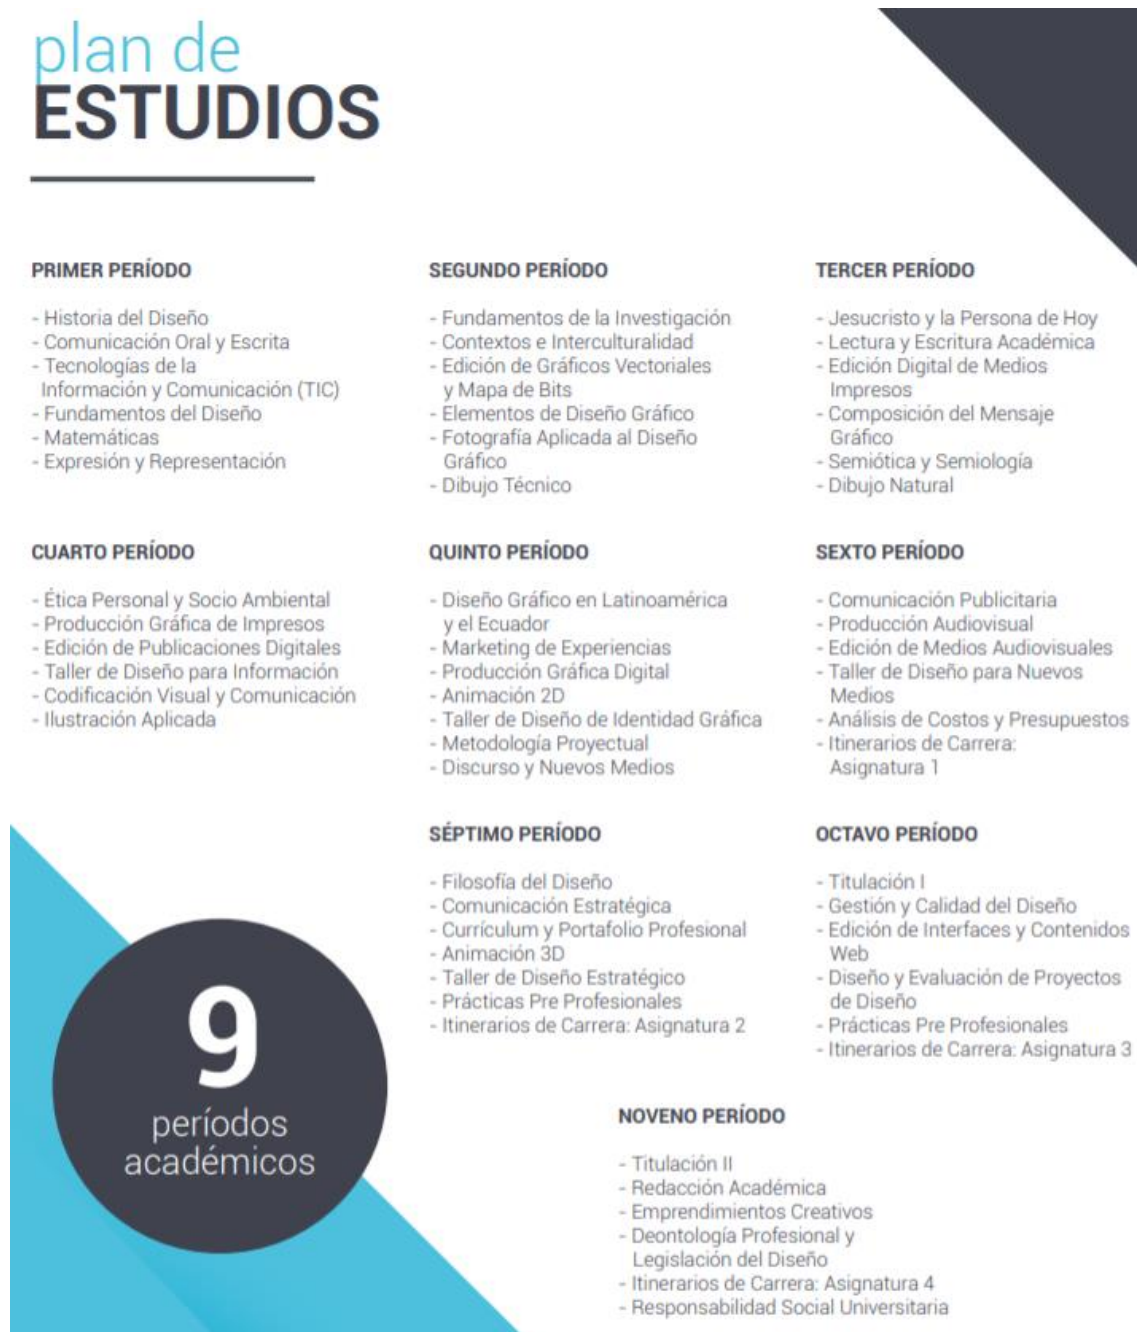 plan de
ESTUDIOS
PRIMER PERÍODO
- Historia del Diseño
- Comunicación Oral y Escrita
- Tecnologías de la
Información y Comunicación (TIC)
- Fundamentos del Diseño
- Matemáticas
- Expresión y Representación
SEGUNDO PERÍODO
- Fundamentos de la Investigación
- Contextos e Interculturalidad
- Edición de Gráficos Vectoriales
y Mapa de Bits
- Elementos de Diseño Gráfico
- Fotografía Aplicada al Diseño
Gráfico
- Dibujo Técnico
TERCER PERÍODO
- Jesucristo y la Persona de Hoy
- Lectura y Escritura Académica
- Edición Digital de Medios
Impresos
- Composición del Mensaje
Gráfico
- Semiótica y Semiología
- Dibujo Natural
CUARTO PERÍODO
- Ética Personal y Socio Ambiental
- Producción Gráfica de Impresos
- Edición de Publicaciones Digitales
- Taller de Diseño para Información
- Codificación Visual y Comunicación
- Ilustración Aplicada
QUINTO PERÍODO
- Diseño Gráfico en Latinoamérica
y el Ecuador
- Marketing de Experiencias
- Producción Gráfica Digital
- Animación 2D
- Taller de Diseño de Identidad Gráfica
- Metodología Proyectual
- Discurso y Nuevos Medios
SEXTO PERÍODO
- Comunicación Publicitaria
- Producción Audiovisual
- Edición de Medios Audiovisuales
- Taller de Diseño para Nuevos
Medios
- Análisis de Costos y Presupuestos
- Itinerarios de Carrera:
Asignatura 1
SÉPTIMO PERÍODO
- Filosofía del Diseño
- Comunicación Estratégica
- Currículum y Portafolio Profesional
- Animación 3D
- Taller de Diseño Estratégico
- Prácticas Pre Profesionales
- Itinerarios de Carrera: Asignatura 2
OCTAVO PERÍODO
- Titulación I
- Gestión y Calidad del Diseño
- Edición de Interfaces y Contenidos
Web
- Diseño y Evaluación de Proyectos
de Diseño
- Prácticas Pre Profesionales
- Itinerarios de Carrera: Asignatura 3
9
períodos
académicos
NOVENO PERÍODO
- Titulación II
- Redacción Académica
- Emprendimientos Creativos
- Deontología Profesional y
Legislación del Diseño
- Itinerarios de Carrera: Asignatura 4
- Responsabilidad Social Universitaria